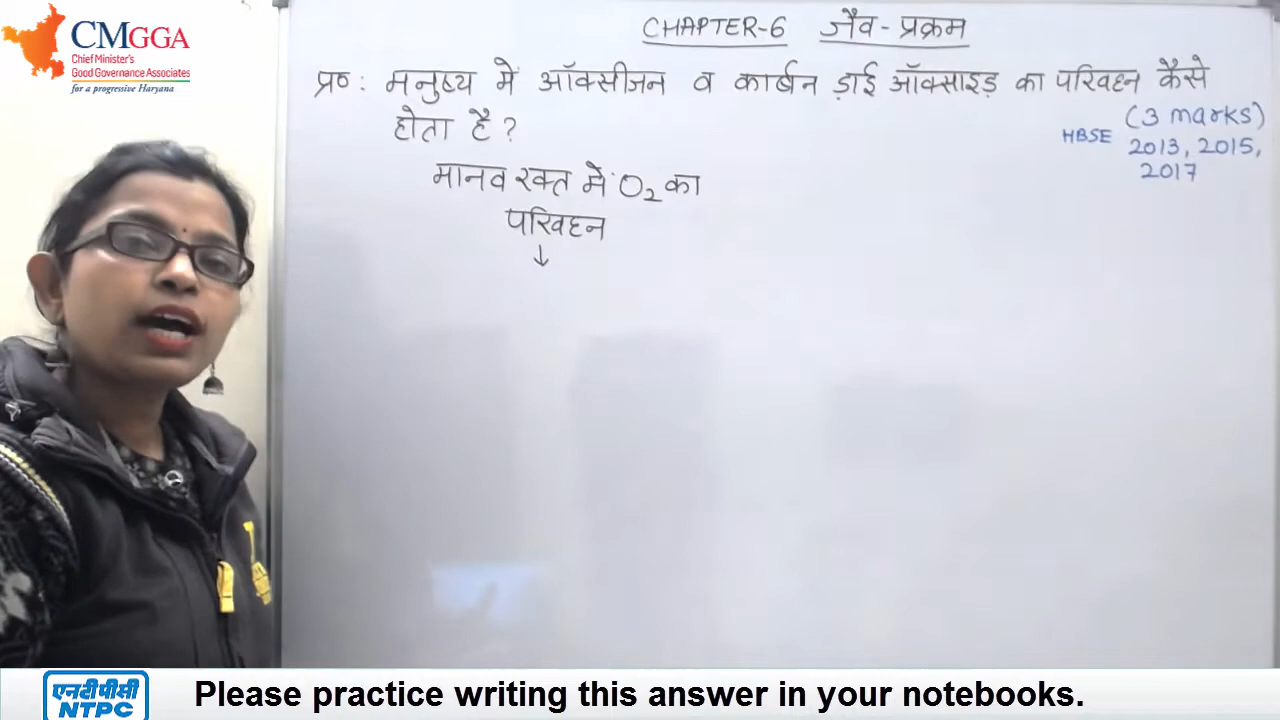 CMGGA
Chief Minister's
Good Governance Associates
for a progressive Haryana
CHAPTER-6 जैव-प्रक्रम
प्रष्: मनुष्य में ऑक्सीजन व कार्बन ड़ाई ऑक्साइड़ का परिवहन कैसे
होता है?
(3 marks)
HBSE 2013, 2015,
2017
मानव रक्त में O₂ का
परिवहन
↓
एनटीपीसी
NTPC
Please practice writing this answer in your notebooks.